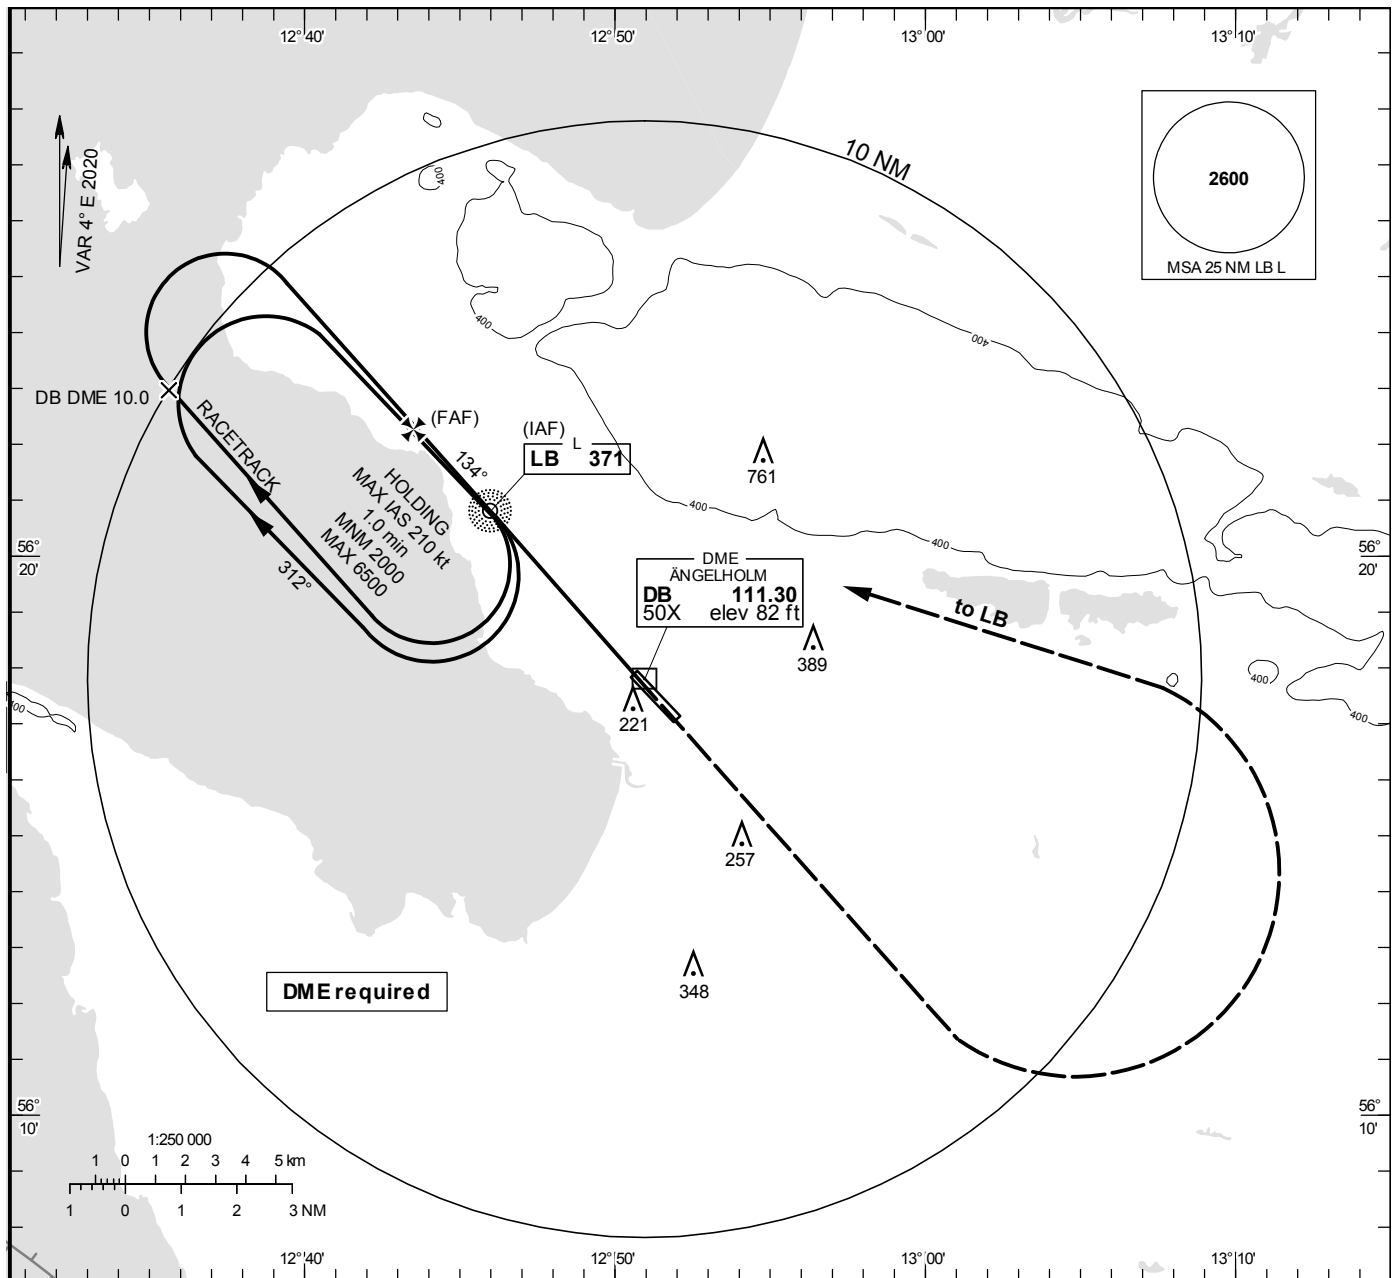 12°40'
12°50'
13°00'
13°10'
10 NM
VAR 4° E 2020
2600
MSA 25 NM LB L
400
400
400
DB DME 10.0
RACETRACK
(FAF)
(IAF)
L
LB 371
134°
761
HOLDING
MAX IAS 210 kt
1.0 min
MNM 2000
MAX 6500
312°
400
400
56°
20'
56°
20'
DME
ÄNGELHOLM
DB 111.30
50X elev 82 ft
to LB
389
400
400
400
221
257
348
DME required
56°
10'
56°
10'
1:250 000
1 0 1 2 3 4 5 km
1 0 1 2 3 NM
12°40'
12°50'
13°00'
13°10'